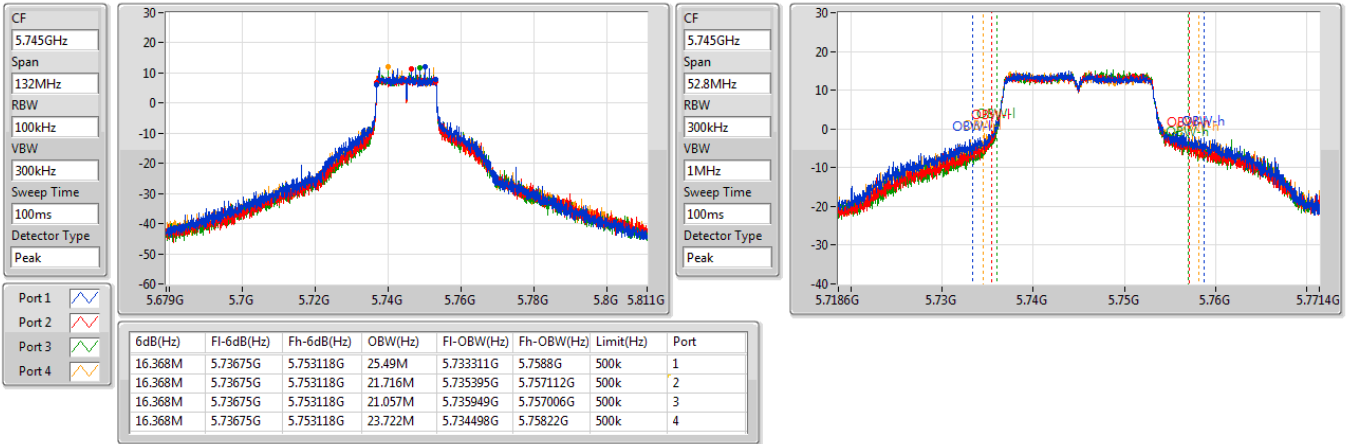 CF
5.745GHz
Span
132MHz
RBW
100kHz
VBW
300kHz
Sweep Time
100ms
Detector Type
Peak
30
20
10
0
-10
-20
-30
-40
-50
-60
5.679G 5.7G 5.72G 5.74G 5.76G 5.78G 5.8G 5.811G
CF
5.745GHz
Span
52.8MHz
RBW
300kHz
VBW
1MHz
Sweep Time
100ms
Detector Type
Peak
30
20
10
0
-10
-20
-30
-40
OBW-l
OBW-l
OBW-h
OBW-h
5.7186G 5.73G 5.74G 5.75G 5.76G 5.7714G
Port 1
Port 2
Port 3
Port 4
6dB(Hz) Fl-6dB(Hz) Fh-6dB(Hz) OBW(Hz) Fl-OBW(Hz) Fh-OBW(Hz) Limit(Hz) Port
16.368M 5.73675G 5.753118G 25.49M 5.733311G 5.7588G 500k 1
16.368M 5.73675G 5.753118G 21.716M 5.735395G 5.757112G 500k 2
16.368M 5.73675G 5.753118G 21.057M 5.735949G 5.757006G 500k 3
16.368M 5.73675G 5.753118G 23.722M 5.734498G 5.75822G 500k 4